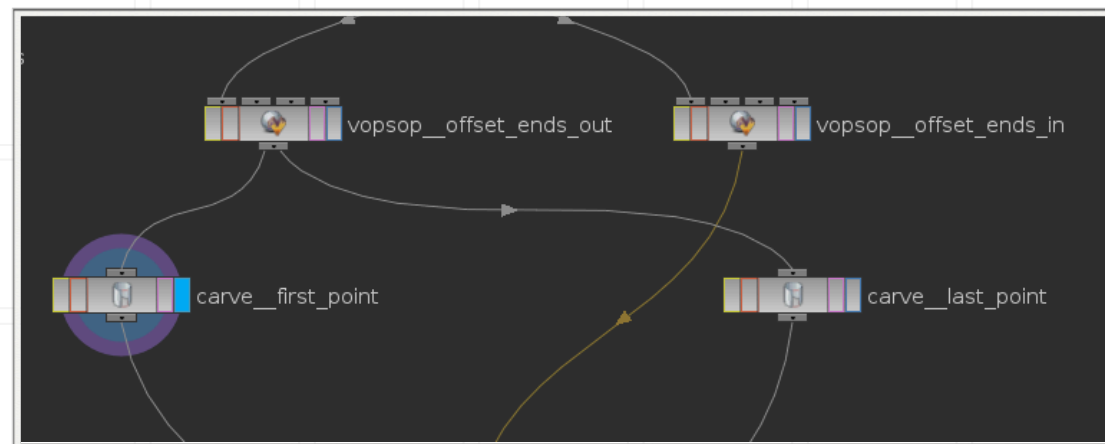 s
vopsop__offset_ends_out
vopsop__offset_ends_in
carve__first_point
carve__last_point